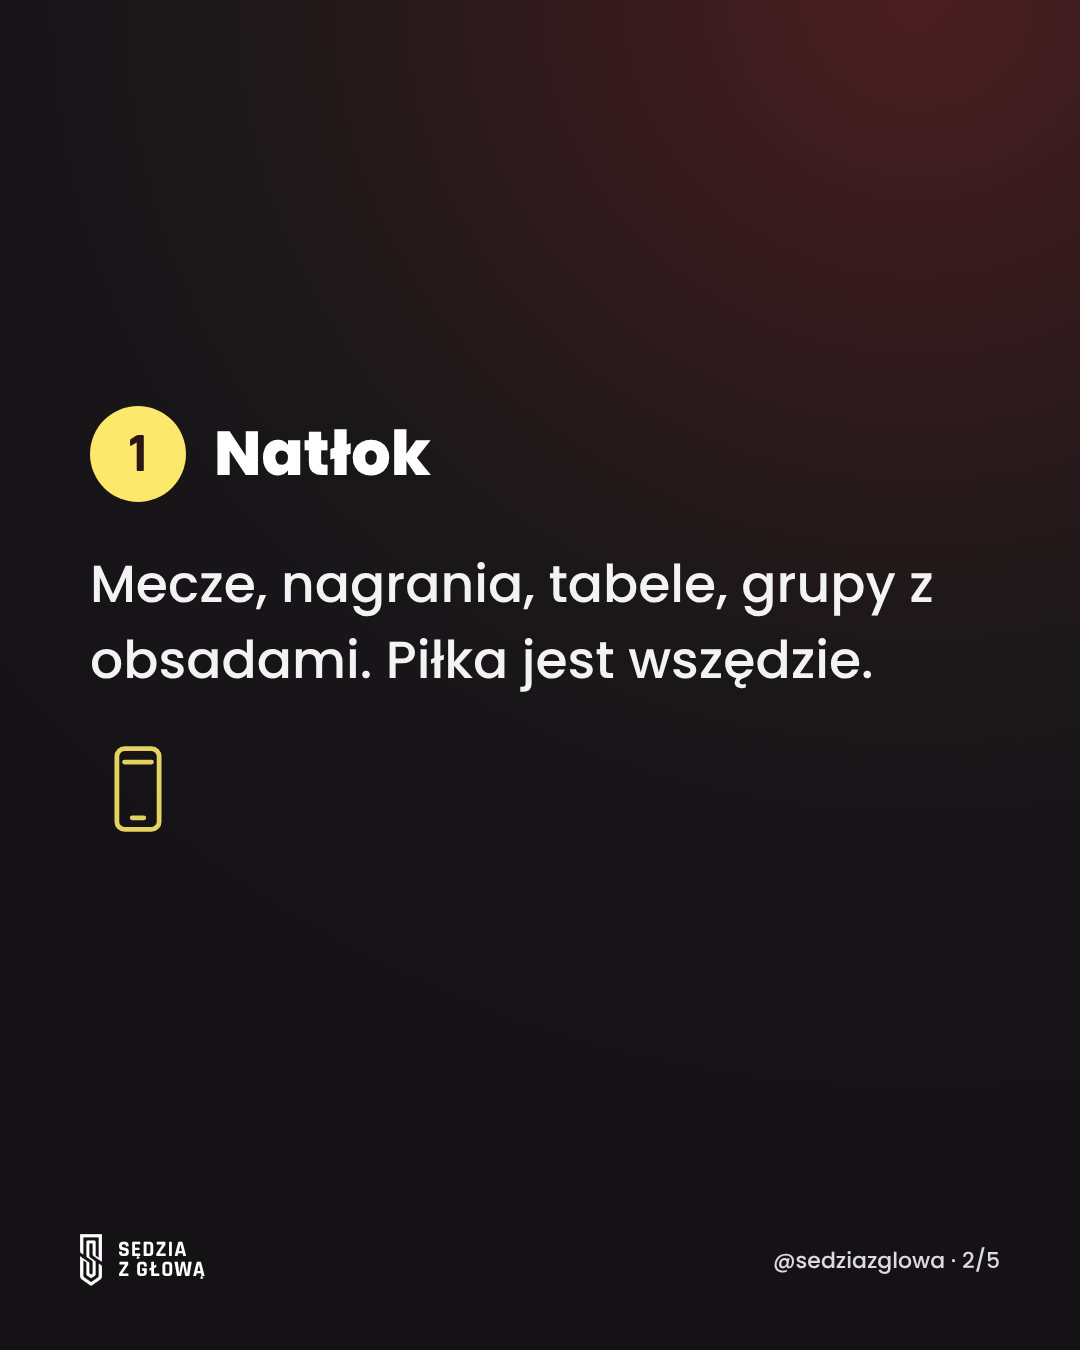 1 Natłok
Mecze, nagrania, tabele, grupy z
obsadami. Piłka jest wszędzie.
SĘDZIA
Z GŁOWĄ
@sedziazglowa · 2/5